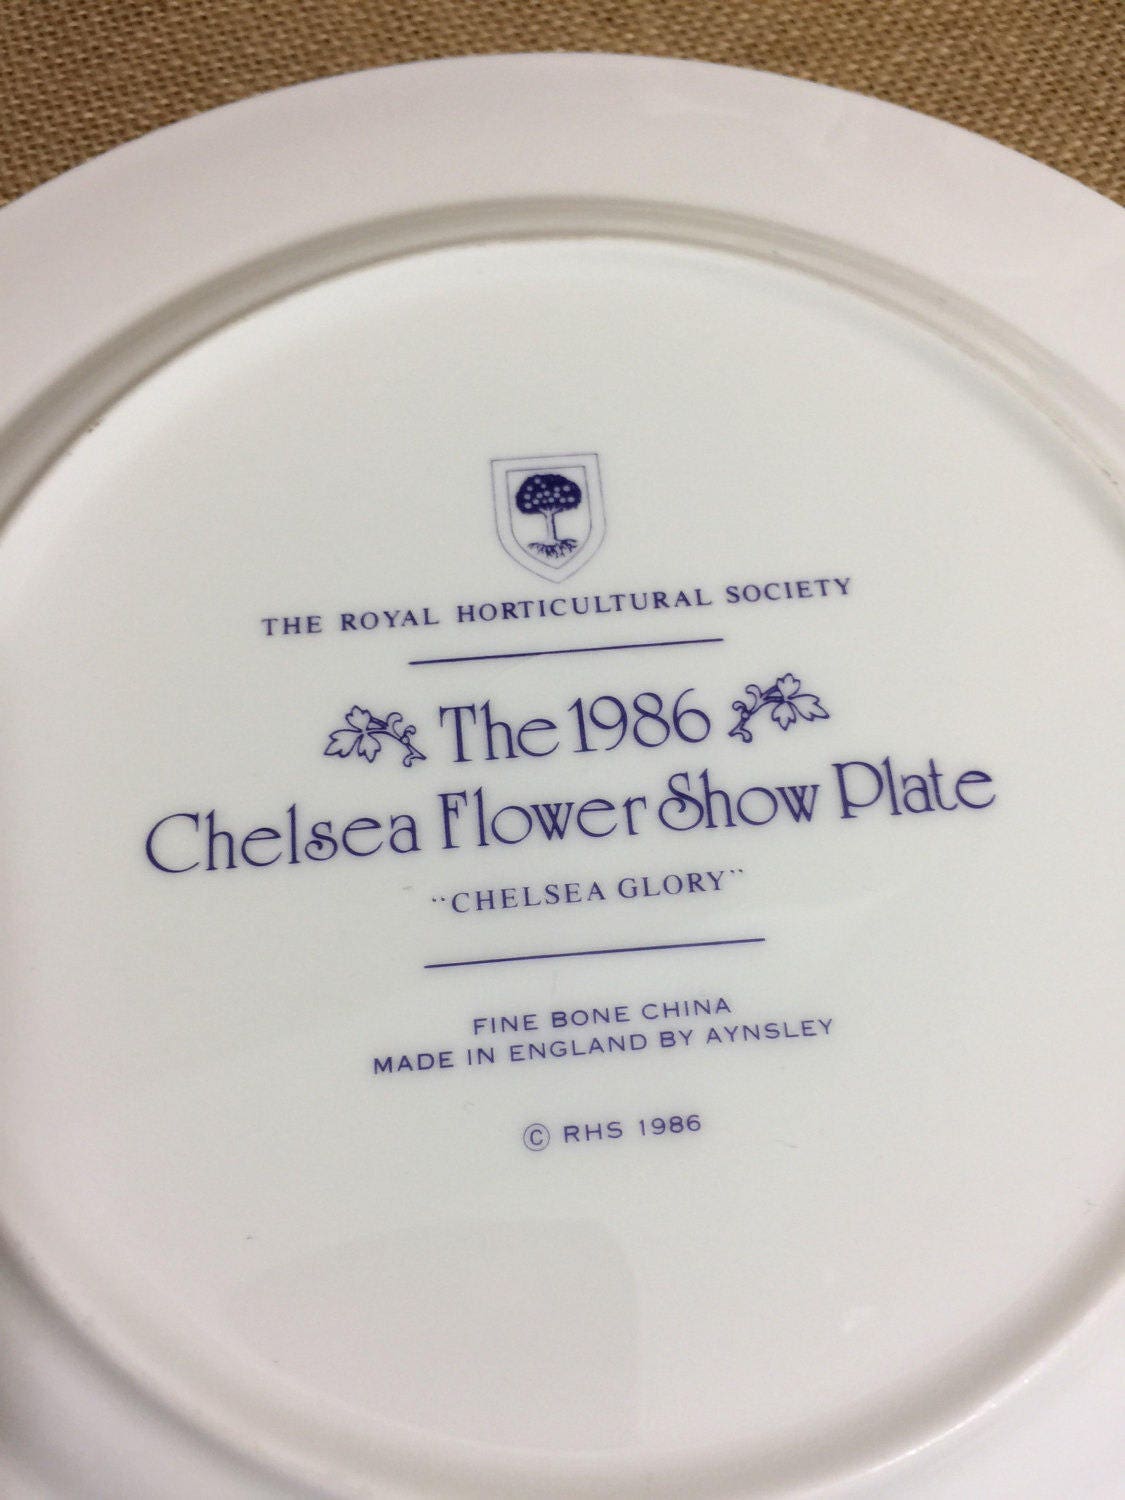 THE ROYAL HORTICULTURAL SOCIETY
The 1986
Chelsea Flower Show Plate
"CHELSEA GLORY"
FINE BONE CHINA
MADE IN ENGLAND BY AYNSLEY
© RHS 1986